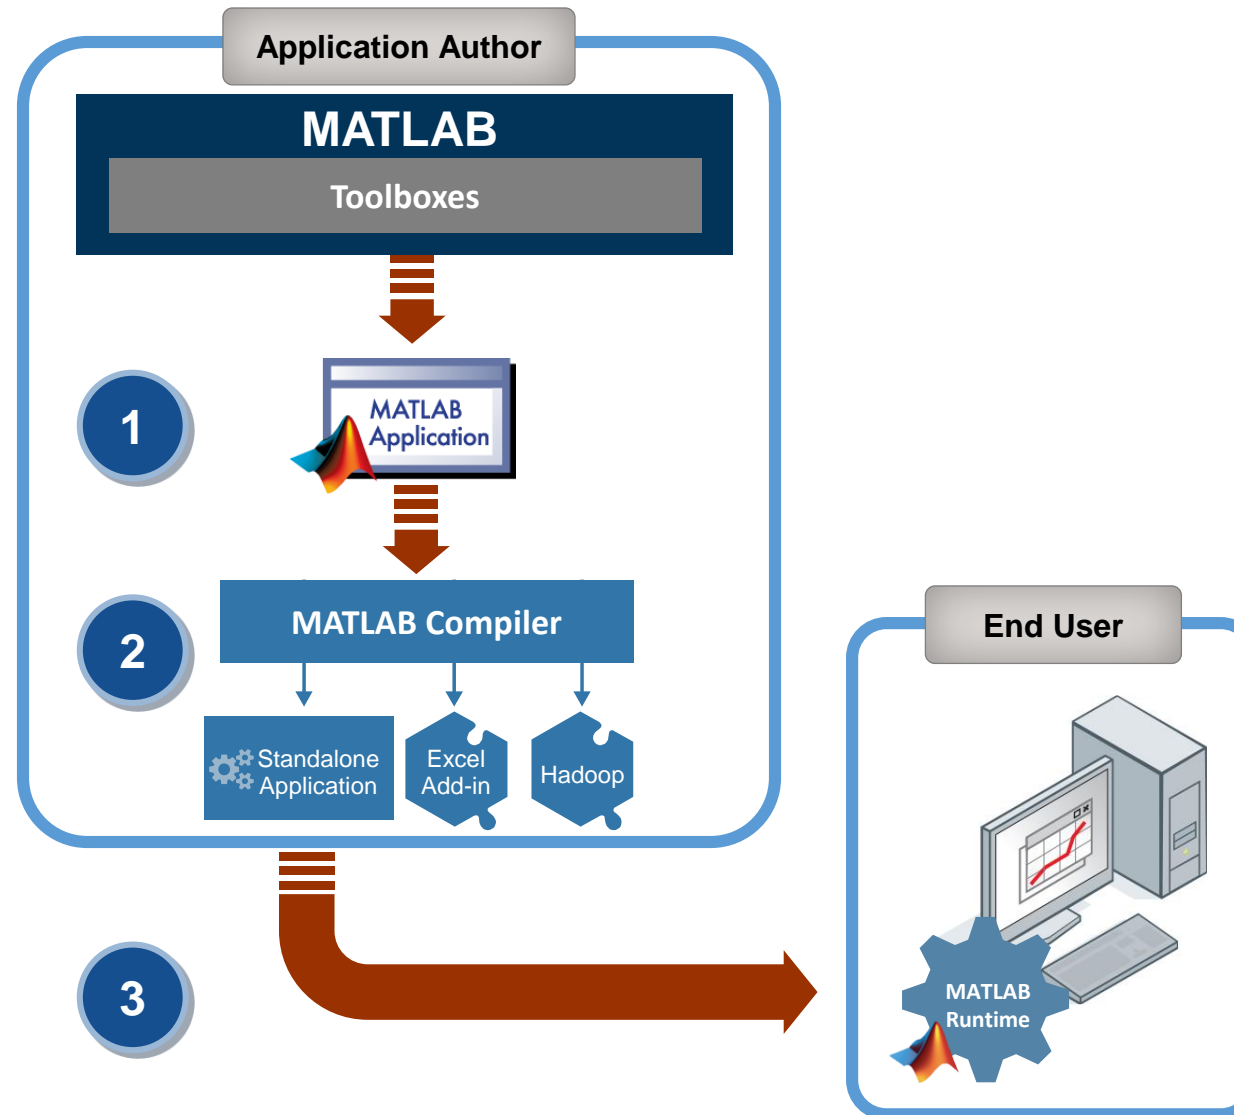 Application Author
MATLAB
Toolboxes
1
MATLAB
Application
2
MATLAB Compiler
Standalone
Application
Excel
Add-in
Hadoop
3
End User
MATLAB
Runtime